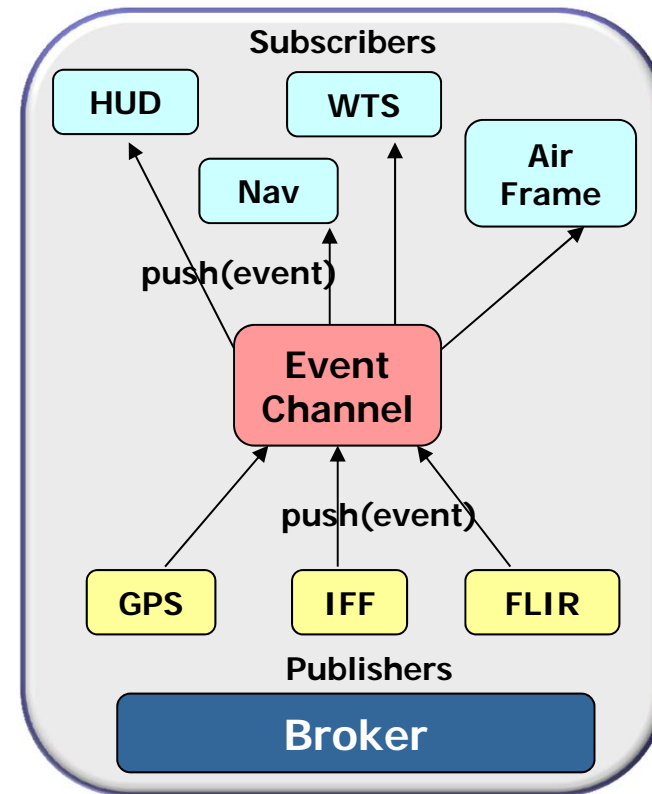 Subscribers
HUD
WTS
Nav
Air
Frame
push(event)
Event
Channel
push(event)
GPS
IFF
FLIR
Publishers
Broker